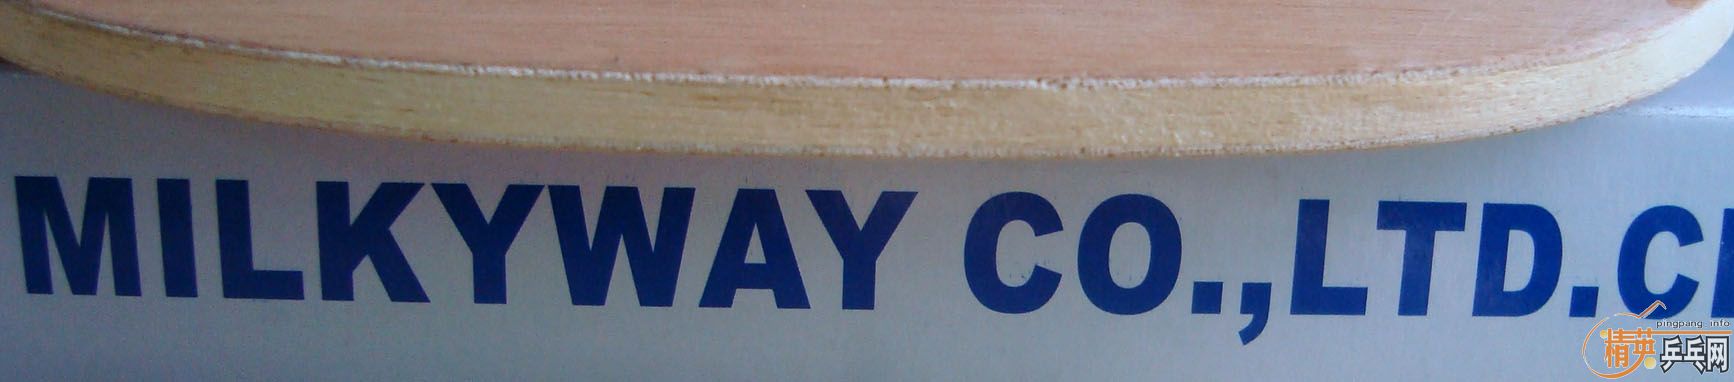 MILKYWAY CO.,LTD.C
pingpang.info
精英乒乓网